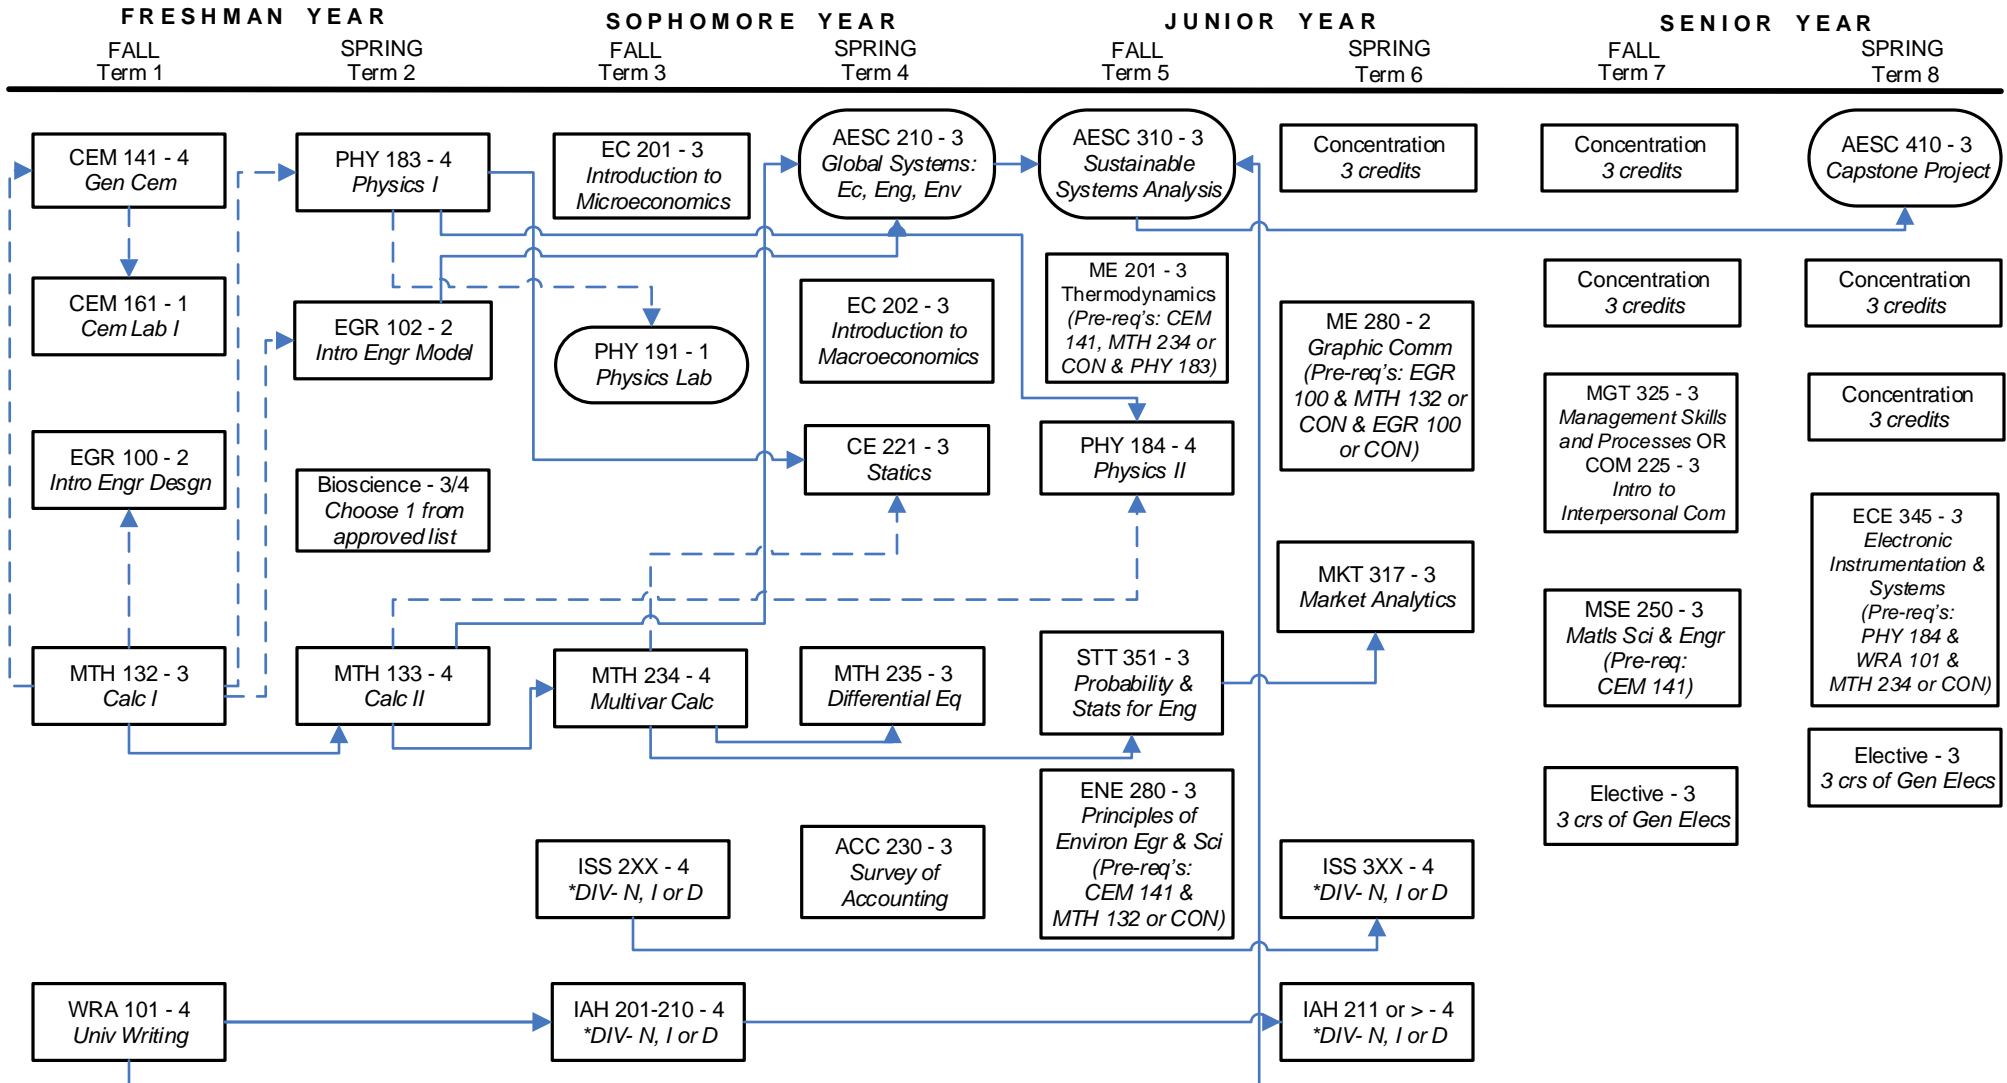 FRESHMAN YEAR
FALL
Term 1
SPRING
Term 2
SOPHOMORE YEAR
FALL
Term 3
SPRING
Term 4
JUNIOR YEAR
FALL
Term 5
SPRING
Term 6
SENIOR YEAR
FALL
Term 7
SPRING
Term 8
CEM 141 - 4
Gen Cem
CEM 161 - 1
Cem Lab I
EGR 100 - 2
Intro Engr Desgn
MTH 132 - 3
Calc I
WRA 101 - 4
Univ Writing
PHY 183 - 4
Physics I
EGR 102 - 2
Intro Engr Model
Bioscience - 3/4
Choose 1 from
approved list
MTH 133 - 4
Calc II
EC 201 - 3
Introduction to
Microeconomics
PHY 191 - 1
Physics Lab
MTH 234 - 4
Multivar Calc
ISS 2XX - 4
*DIV- N, I or D
IAH 201-210 - 4
*DIV- N, I or D
AESC 210 - 3
Global Systems:
Ec, Eng, Env
EC 202 - 3
Introduction to
Macroeconomics
CE 221 - 3
Statics
MTH 235 - 3
Differential Eq
ACC 230 - 3
Survey of
Accounting
AESC 310 - 3
Sustainable
Systems Analysis
ME 201 - 3
Thermodynamics
(Pre-req's: CEM
141, MTH 234 or
CON & PHY 183)
PHY 184 - 4
Physics II
STT 351 - 3
Probability &
Stats for Eng
ENE 280 - 3
Principles of
Environ Egr & Sci
(Pre-req's:
CEM 141 &
MTH 132 or CON)
Concentration
3 credits
ME 280 - 2
Graphic Comm
(Pre-req's: EGR
100 & MTH 132 or
CON & EGR 100
or CON)
MKT 317 - 3
Market Analytics
ISS 3XX - 4
*DIV- N, I or D
IAH 211 or > - 4
*DIV- N, I or D
Concentration
3 credits
Concentration
3 credits
MGT 325 - 3
Management Skills
and Processes OR
COM 225 - 3
Intro to
Interpersonal Com
MSE 250 - 3
Matls Sci & Engr
(Pre-req:
CEM 141)
Elective - 3
3 crs of Gen Elecs
AESC 410 - 3
Capstone Project
Concentration
3 credits
Concentration
3 credits
ECE 345 - 3
Electronic
Instrumentation &
Systems
(Pre-req's:
PHY 184 &
WRA 101 &
MTH 234 or CON)
Elective - 3
3 crs of Gen Elecs